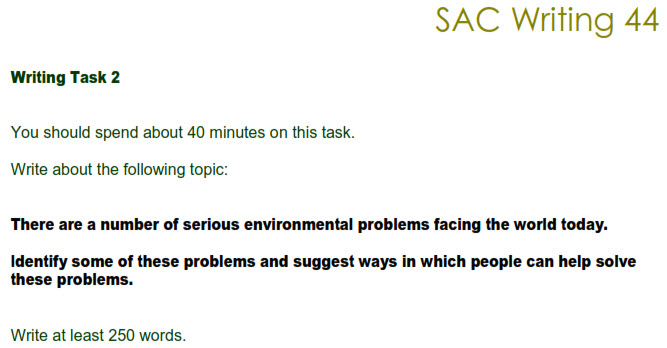 SAC Writing 44
Writing Task 2
You should spend about 40 minutes on this task.
Write about the following topic:
There are a number of serious environmental problems facing the world today.
Identify some of these problems and suggest ways in which people can help solve
these problems.
Write at least 250 words.